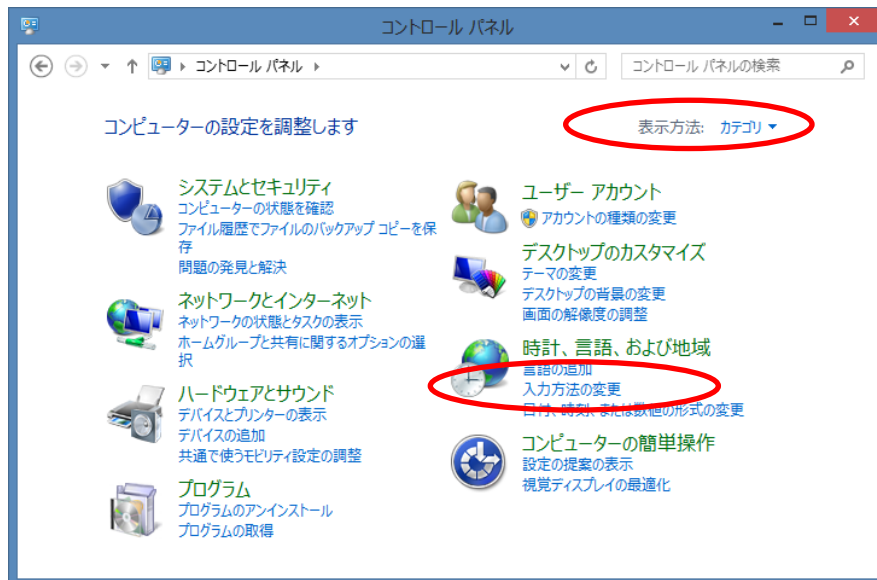 コントロール パネル
コントロール パネル
コントロール パネルの検索
コンピューターの設定を調整します
表示方法: カテゴリ
システムとセキュリティ
コンピューターの状態を確認
ファイル履歴でファイルのバックアップ コピーを保
存
問題の発見と解決
ネットワークとインターネット
ネットワークの状態とタスクの表示
ホームグループと共有に関するオプションの選
択
ハードウェアとサウンド
デバイスとプリンターの表示
デバイスの追加
共通で使うモビリティ設定の調整
プログラム
プログラムのアンインストール
プログラムの取得
ユーザー アカウント
アカウントの種類の変更
デスクトップのカスタマイズ
テーマの変更
デスクトップの背景の変更
画面の解像度の調整
時計、言語、および地域
言語の追加
入力方法の変更
日付、時刻、または数値の形式の変更
コンピューターの簡単操作
設定の提案の表示
視覚ディスプレイの最適化